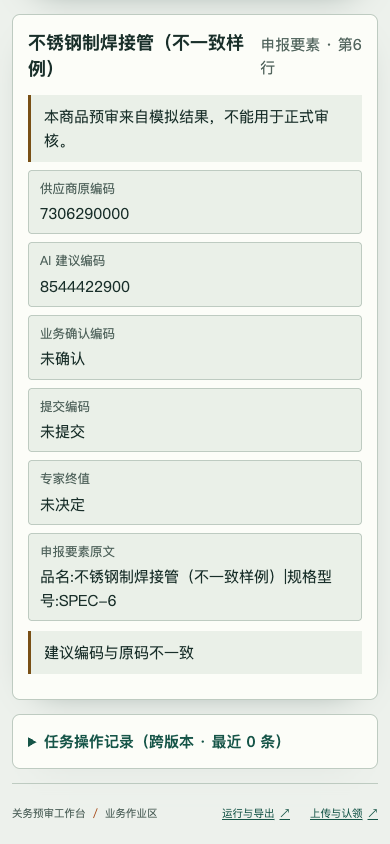 不锈钢制焊接管（不一致样
例）
申报要素 · 第6
行
本商品预审来自模拟结果，不能用于正式审
核。
供应商原编码
7306290000
AI 建议编码
8544422900
业务确认编码
未确认
提交编码
未提交
专家终值
未决定
申报要素原文
品名:不锈钢制焊接管（不一致样例）|规格型
号:SPEC-6
建议编码与原码不一致
▶ 任务操作记录（跨版本 · 最近 0 条）
关务预审工作台 / 业务作业区 运行与导出 ↗ 上传与认领 ↗